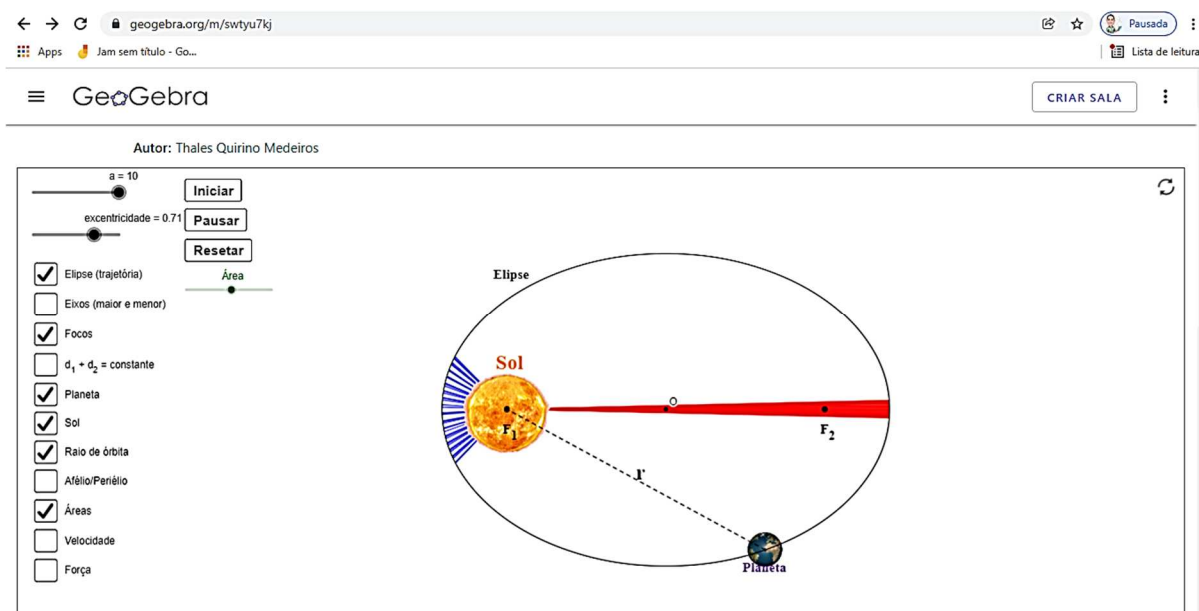 geogebra.org/m/swtyu7kj
Pausada
Apps
Jam sem título - Go...
Lista de leitura
GeoGebra
CRIAR SALA
Autor: Thales Quirino Medeiros
a = 10
Iniciar
excentricidade = 0.71
Pausar
Resetar
Elipse (trajetória)
Área
Eixos (maior e menor)
Focos
d₁ + d₂ = constante
Planeta
Sol
Raio de órbita
Afélio/Periélio
Áreas
Velocidade
Força
Elipse
Sol
O
F₁
F₂
r
Planeta